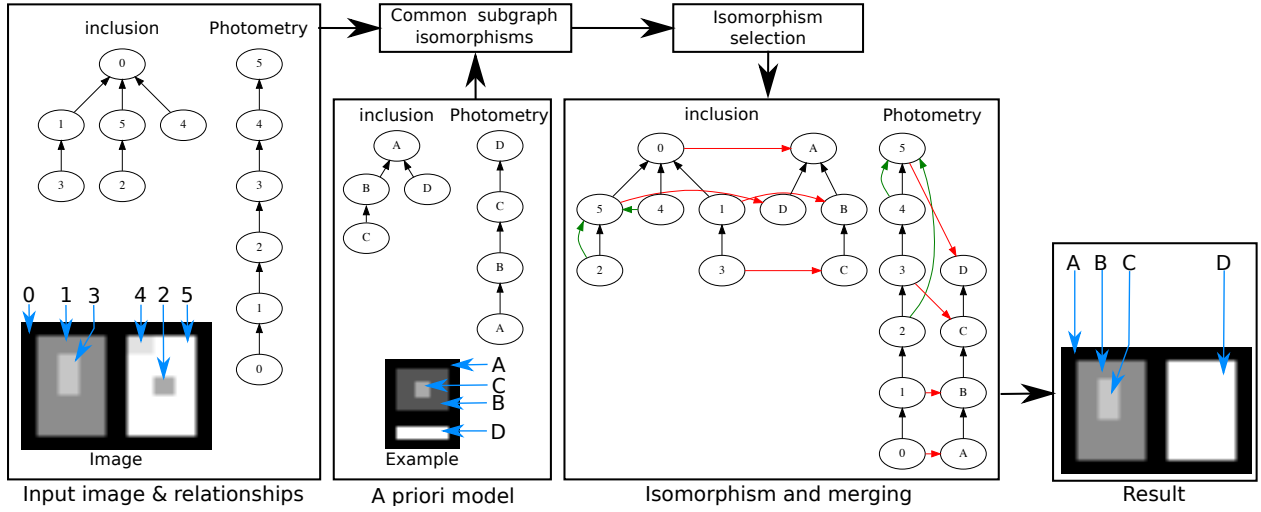 inclusion Photometry
0 5
1 5 4 4
3 2 3
2
1
0
0 1 3 4 2 5
Image
Input image & relationships
Common subgraph
isomorphisms
Isomorphism
selection
inclusion Photometry
A D
B D C
C B
A
A
C
B
D
Example
A priori model
inclusion Photometry
0 A 5
5 4 1 D B 4
2 3 C 3 D
2 C
1 B
0 A
Isomorphism and merging
A B C D
Result